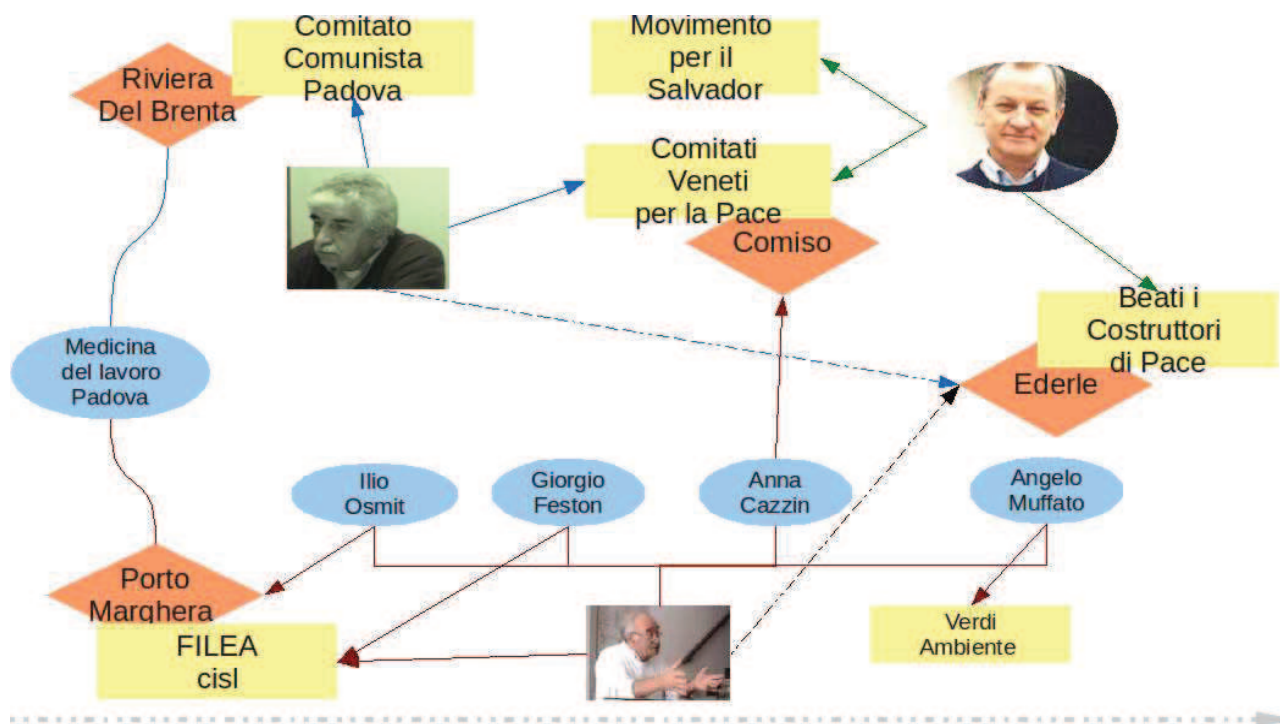 Riviera
Del Brenta
Comitato
Comunista
Padova
Movimento
per il
Salvador
Comitati
Veneti
per la Pace
Comiso
Beati i
Costruttori
di Pace
Ederle
Medicina
del lavoro
Padova
Ilio
Osmit
Giorgio
Feston
Anna
Cazzin
Angelo
Muffato
Porto
Marghera
FILEA
cisl
Verdi
Ambiente